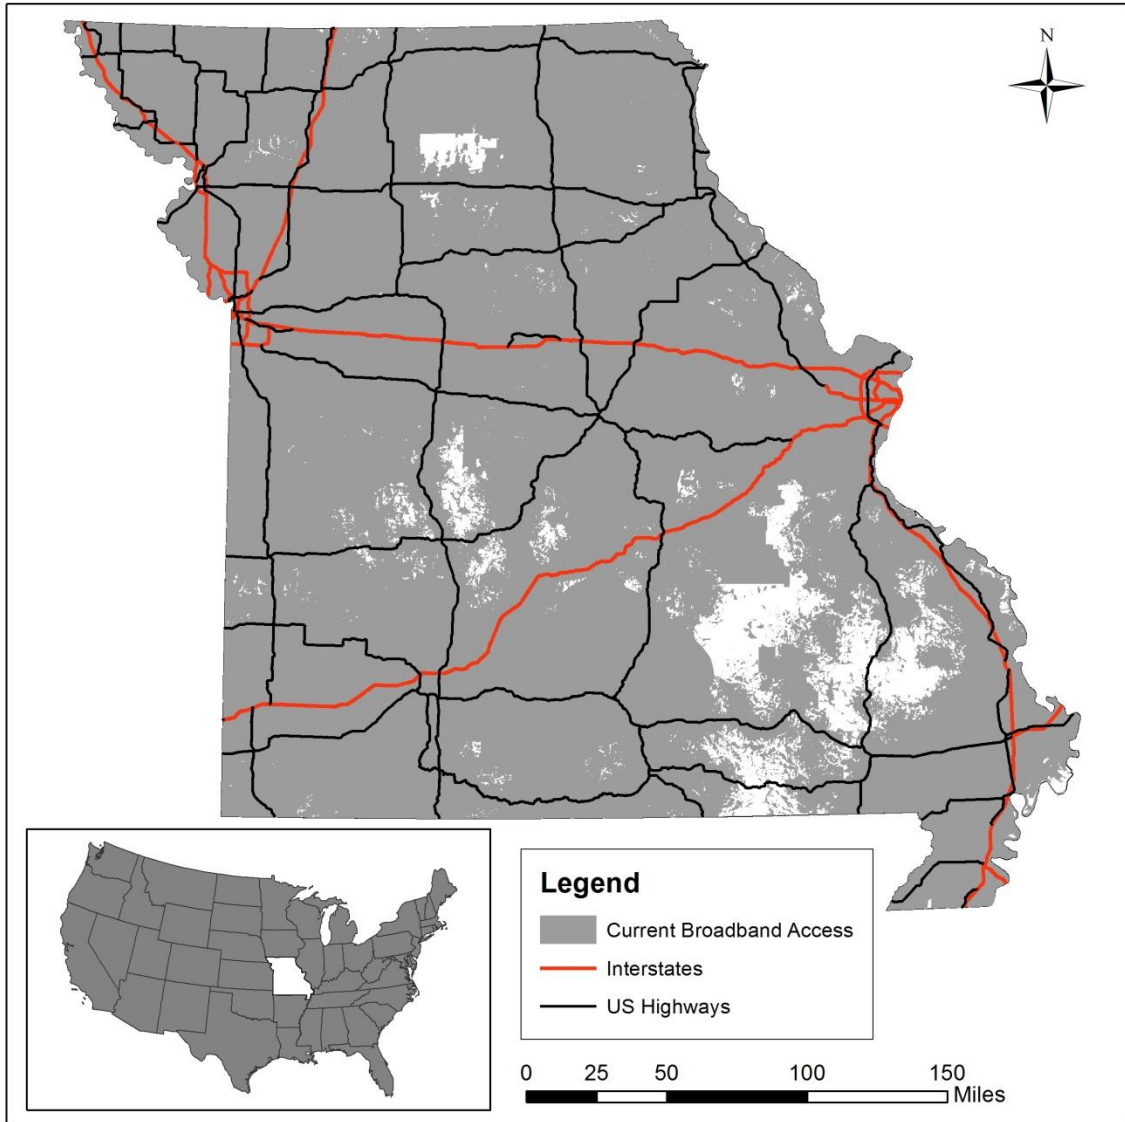 N
Legend
Current Broadband Access
Interstates
US Highways
0 25 50 100 150
Miles